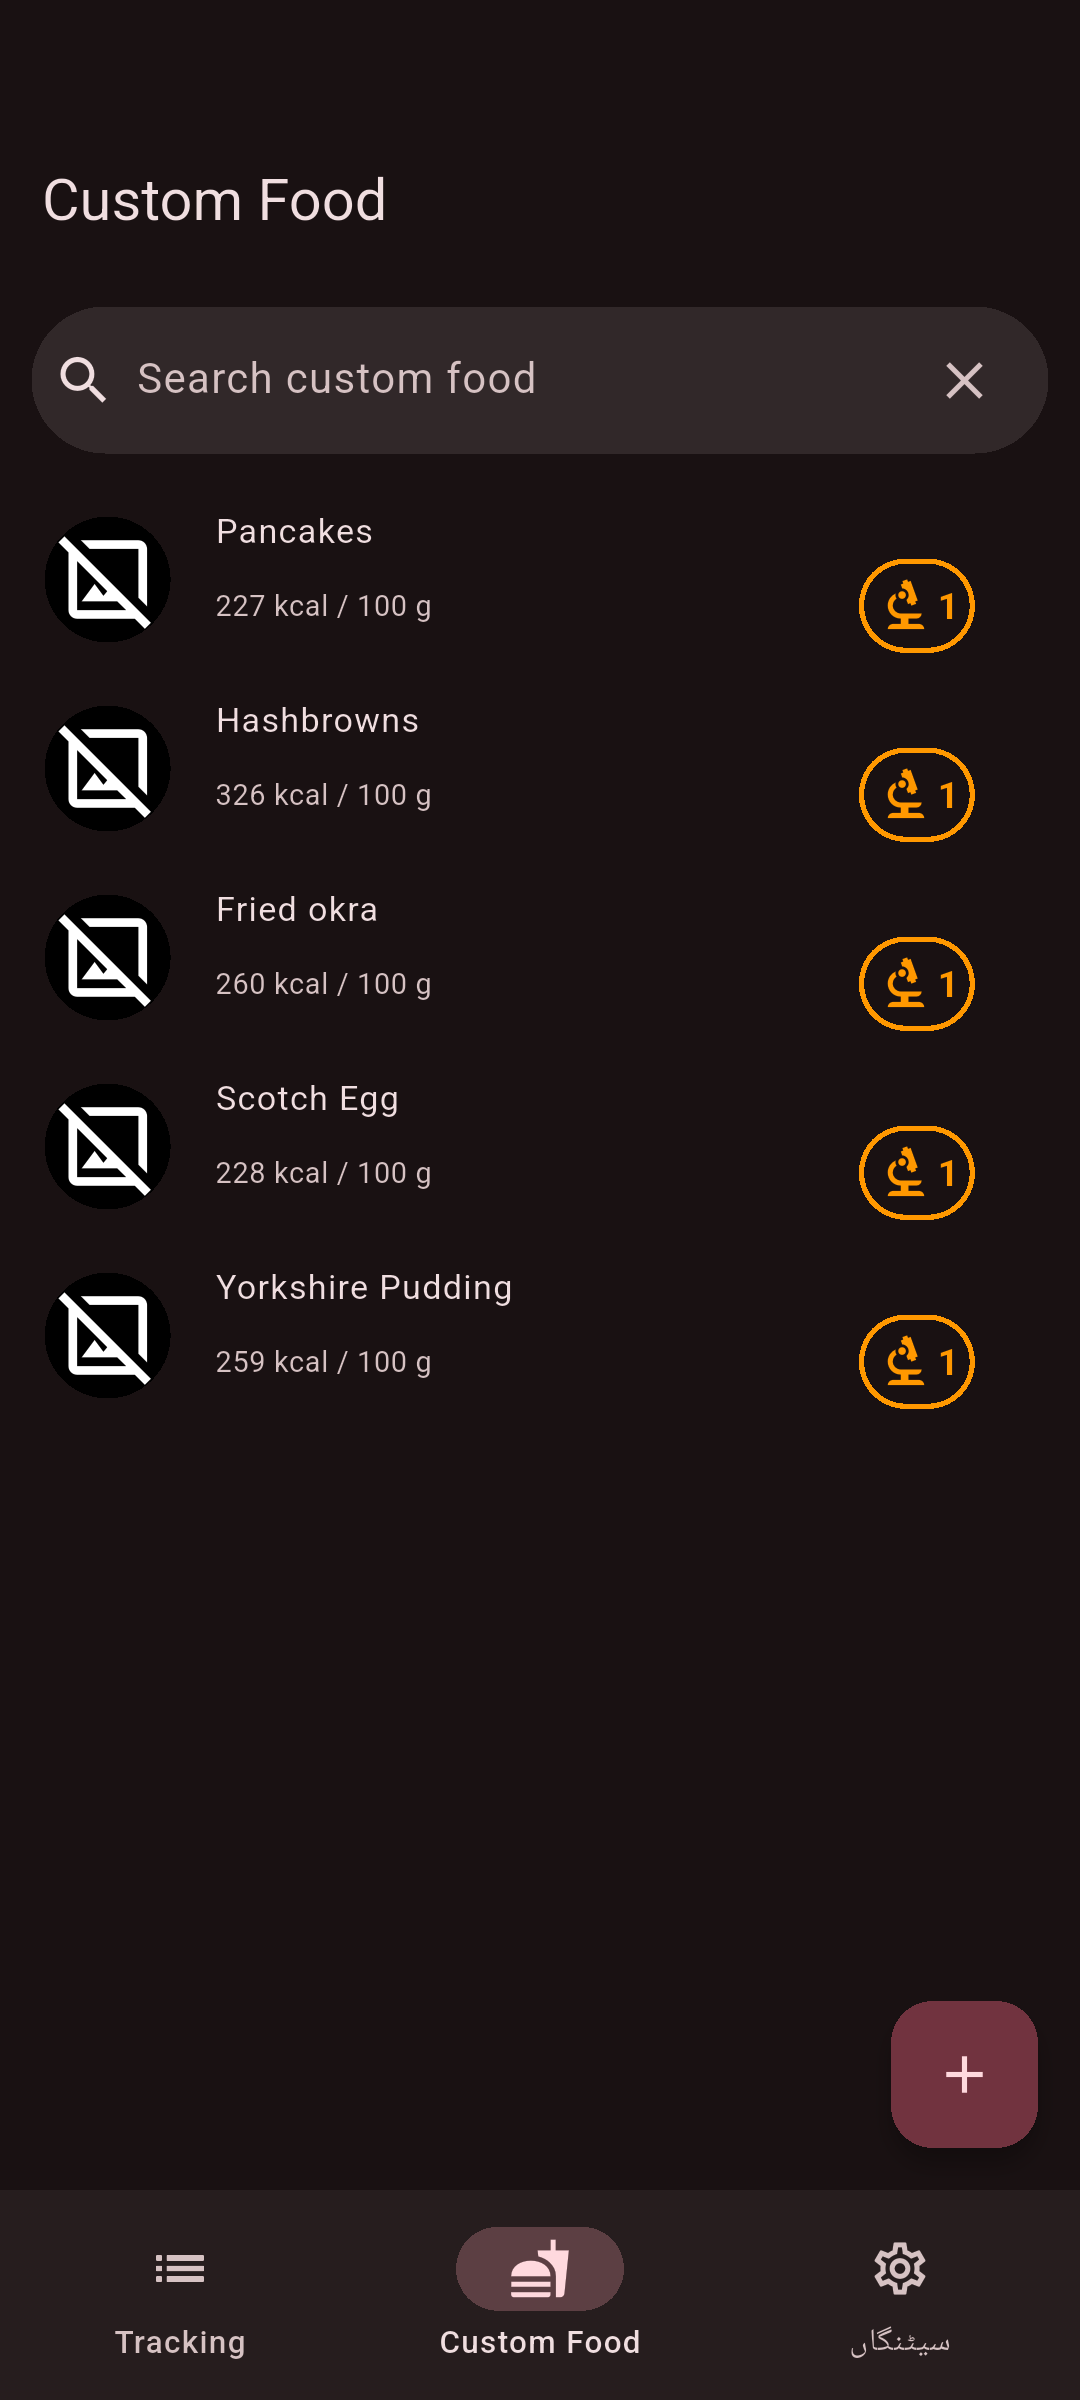 Custom Food
Search custom food
Pancakes
227 kcal / 100 g
1
Hashbrowns
326 kcal / 100 g
1
Fried okra
260 kcal / 100 g
1
Scotch Egg
228 kcal / 100 g
1
Yorkshire Pudding
259 kcal / 100 g
1
Tracking
Custom Food
سیٹنگاں